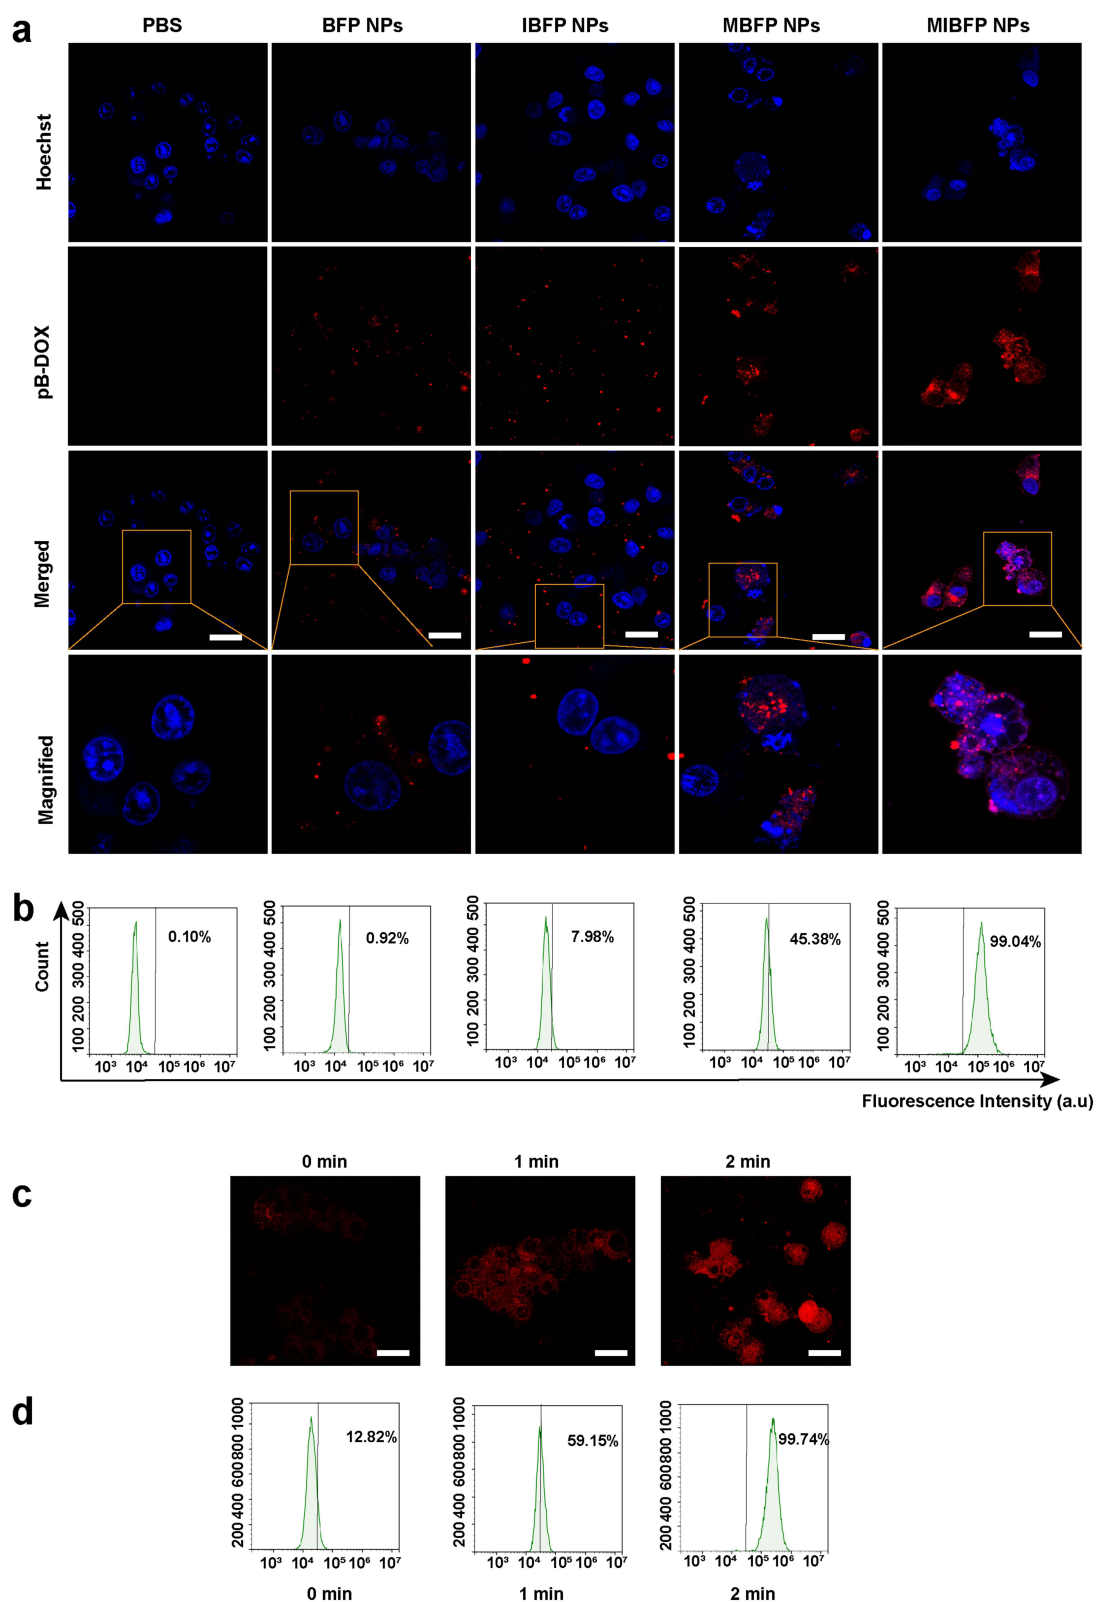 a
PBS BFP NPs IBFP NPs MBFP NPs MIBFP NPs
Hoechst
pB-DOX
Merged
Magnified
b
Count
500 500 500 500 500
400 400 400 400 400
300 300 300 300 300
200 200 200 200 200
100 100 100 100 100
0.10% 0.92% 7.98% 45.38% 99.04%
10³ 10⁴ 10⁵ 10⁶ 10⁷ 10³ 10⁴ 10⁵ 10⁶ 10⁷ 10³ 10⁴ 10⁵ 10⁶ 10⁷ 10³ 10⁴ 10⁵ 10⁶ 10⁷ 10³ 10⁴ 10⁵ 10⁶ 10⁷
Fluorescence Intensity (a.u)
c
0 min 1 min 2 min
d
1000 1000 1000
800 800 800
600 600 600
400 400 400
200 200 200
12.82% 59.15% 99.74%
10³ 10⁴ 10⁵ 10⁶ 10⁷ 10³ 10⁴ 10⁵ 10⁶ 10⁷ 10³ 10⁴ 10⁵ 10⁶ 10⁷
0 min 1 min 2 min